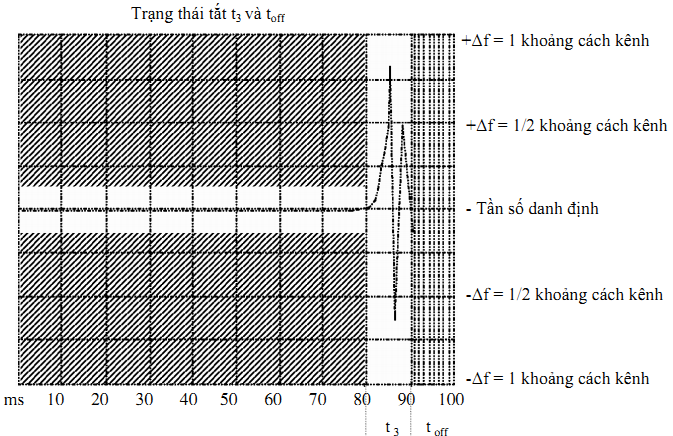 Trạng thái tắt t3 và toff
+Δf = 1 khoảng cách kênh
+Δf = 1/2 khoảng cách kênh
- Tần số danh định
-Δf = 1/2 khoảng cách kênh
-Δf = 1 khoảng cách kênh
ms 10 20 30 40 50 60 70 80 90 100
t3 toff